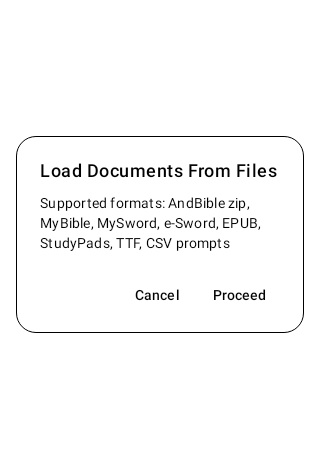 Load Documents From Files
Supported formats: AndBible zip,
MyBible, MySword, e-Sword, EPUB,
StudyPads, TTF, CSV prompts
Cancel Proceed